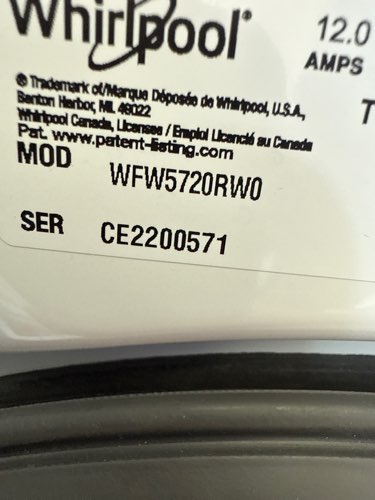 Whirlpool®
12.0
AMPS
T
® Trademark of/Marque Déposée de Whirlpool, U.S.A.,
Benton Harbor, MI. 49022
Whirlpool Canada, Licenses / Emploi Licencié au Canada
Pat. www.patent-listing.com
MOD WFW5720RW0
SER CE2200571